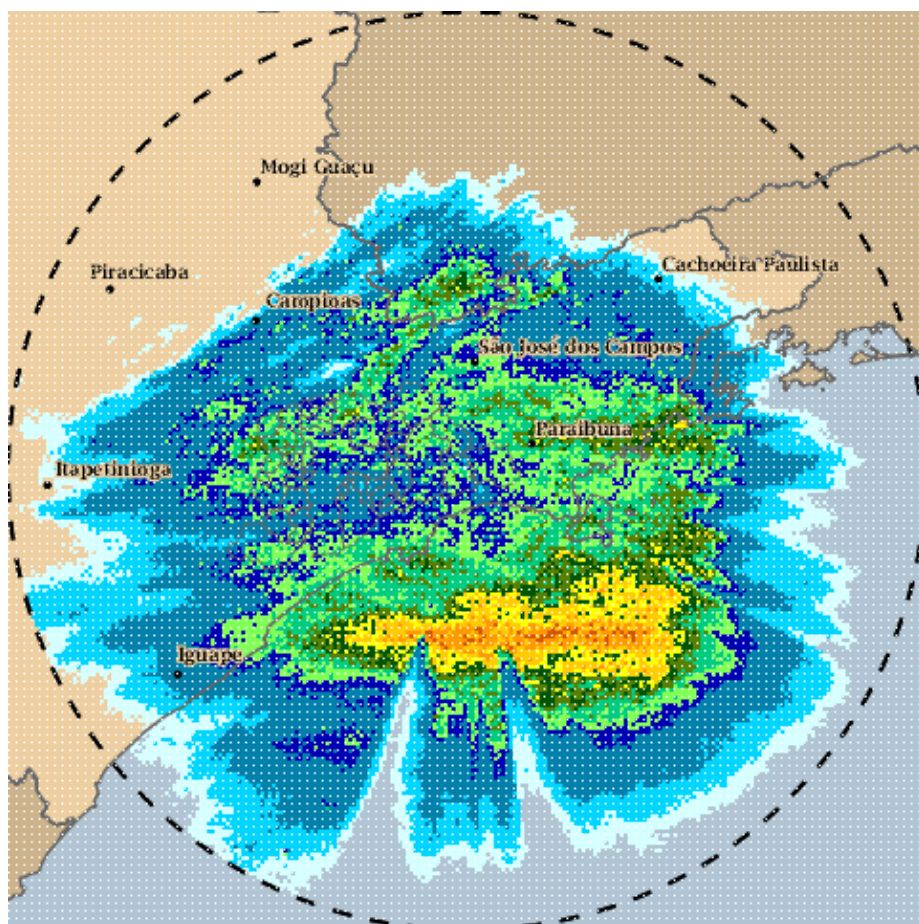 Mogi Guaçu
Cachoeira Paulista
Piracicaba
Campinas
São José dos Campos
Paraibuna
Itapetininga
Iguape